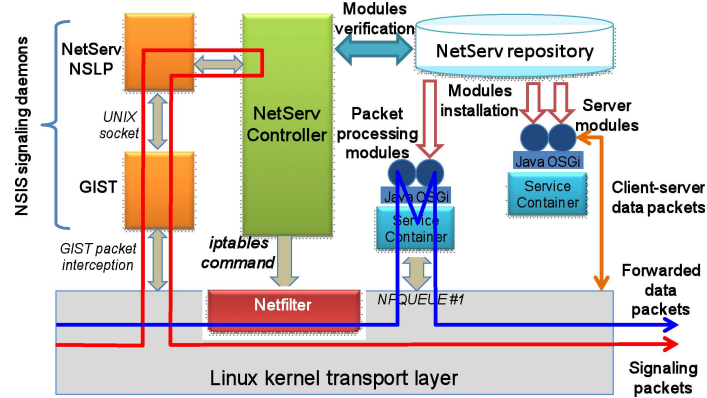 Modules
verification
NetServ
NSLP
NetServ repository
NSIS signaling daemons
UNIX
socket
NetServ
Controller
Packet
processing
modules
Modules
installation
Server
modules
Java OSGi
Service
Container
Client-server
data packets
GIST
Java OSGi
Service
Container
GIST packet
interception
iptables
command
Netfilter
NFQUEUE #1
Forwarded
data
packets
Linux kernel transport layer
Signaling
packets